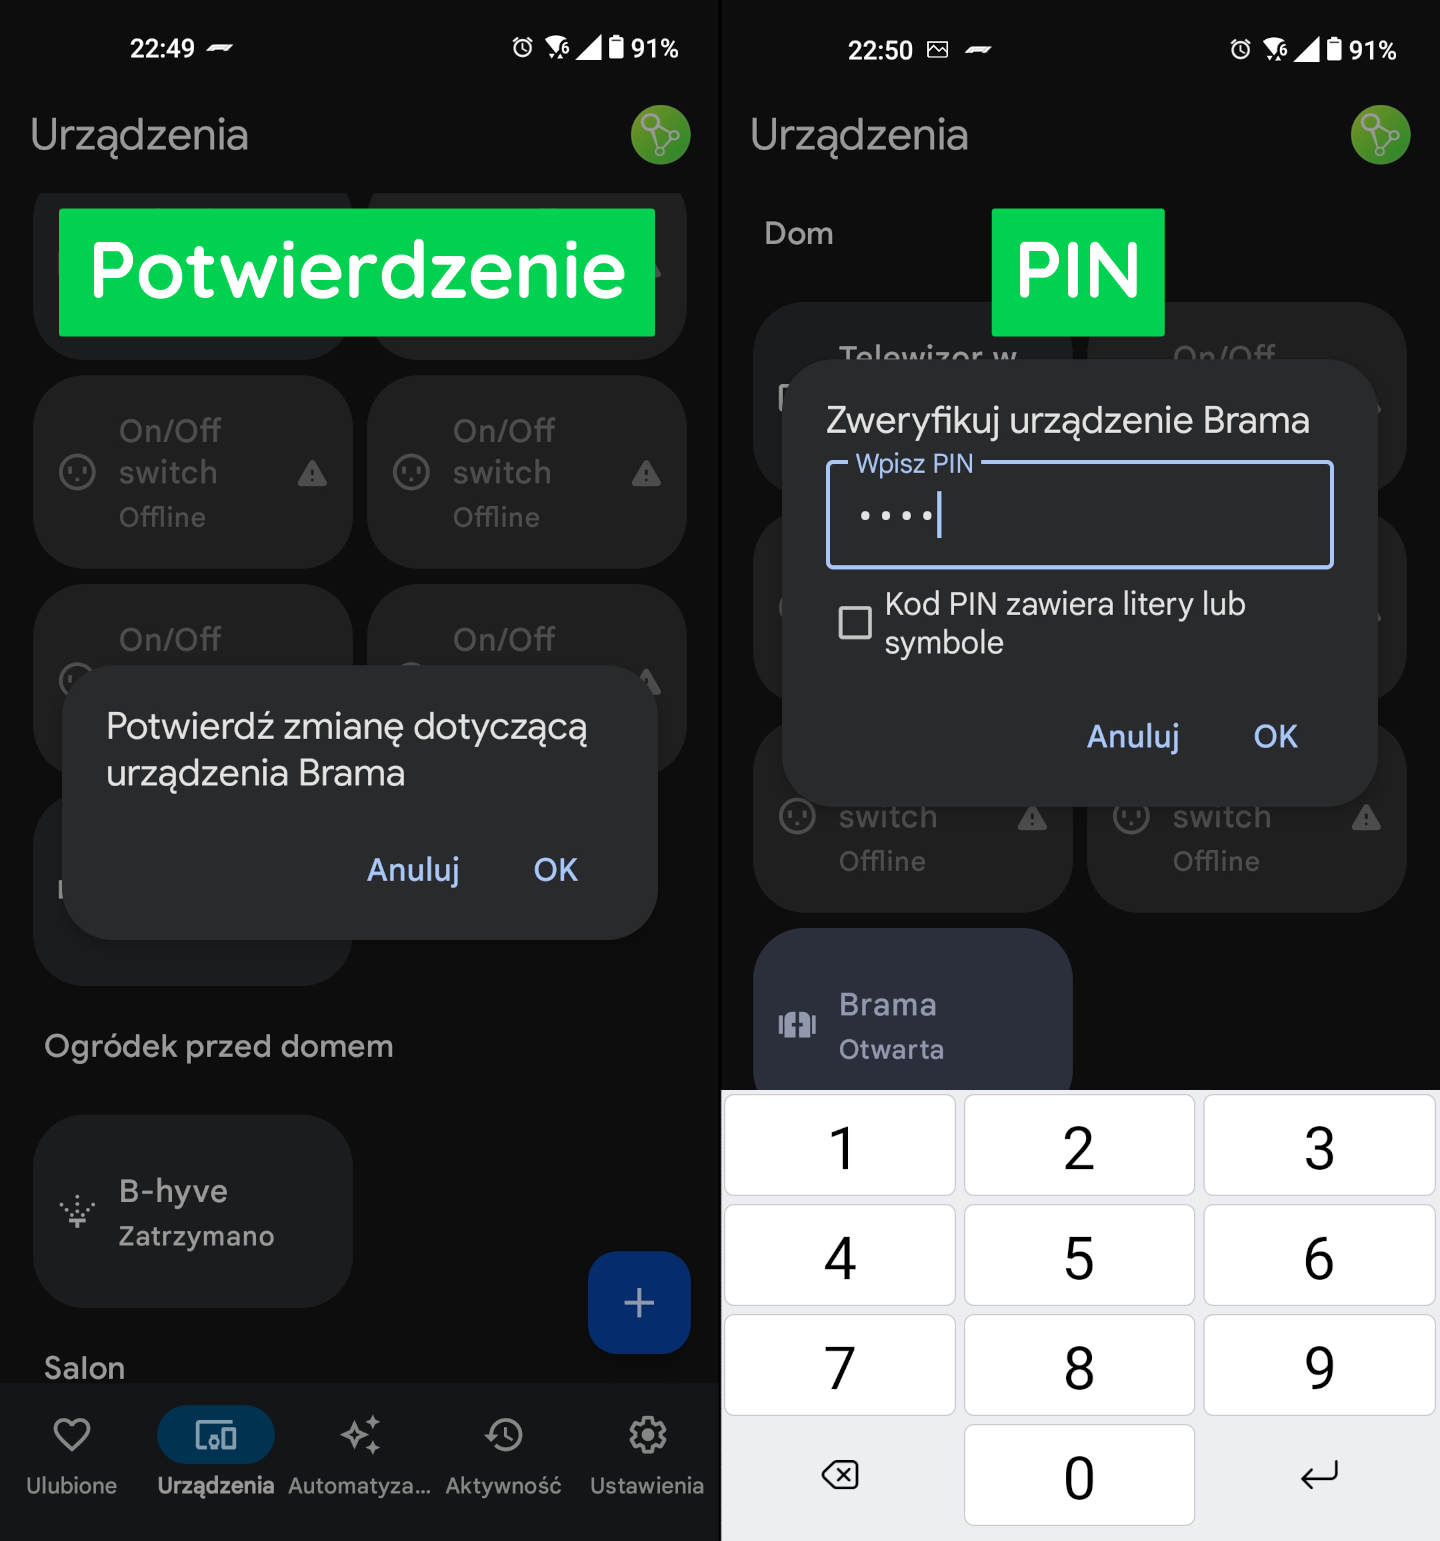 22:49
91%
Urządzenia
Potwierdzenie
On/Off
switch
Offline
On/Off
switch
Offline
On/Off
On/Off
Potwierdź zmianę dotyczącą
urządzenia Brama
Anuluj
OK
Ogródek przed domem
B-hyve
Zatrzymano
Salon
Ulubione
Urządzenia
Automatyza...
Aktywność
Ustawienia
22:50
91%
Urządzenia
Dom
PIN
Telewizor w
On/Off
Zweryfikuj urządzenie Brama
Wpisz PIN
••••
Kod PIN zawiera litery lub
symbole
Anuluj
OK
switch
Offline
switch
Offline
Brama
Otwarta
1 2 3
4 5 6
7 8 9
0